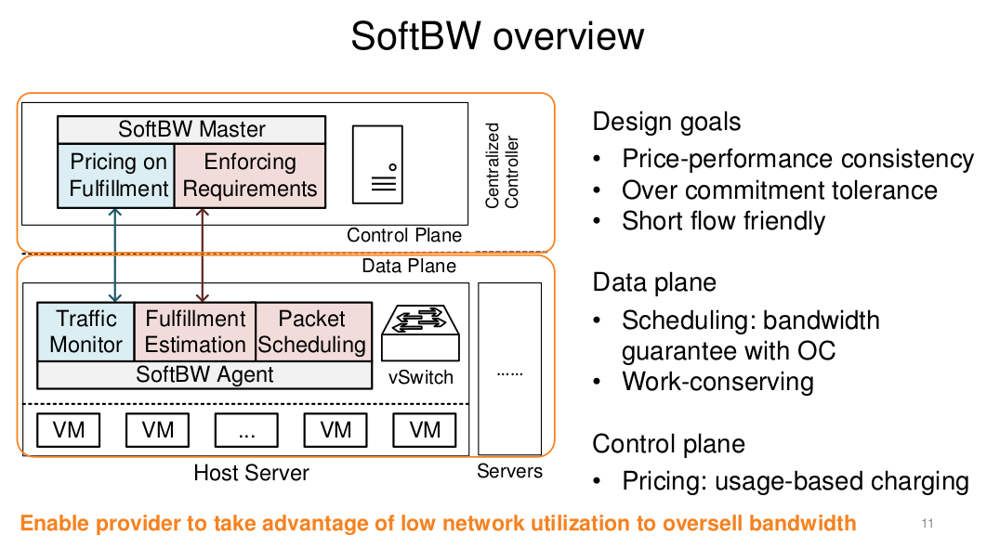 SoftBW overview
SoftBW Master
Pricing on
Fulfillment
Enforcing
Requirements
Centralized
Controller
Control Plane
Data Plane
Traffic
Monitor
Fulfillment
Estimation
Packet
Scheduling
SoftBW Agent
vSwitch
......
VM
VM
...
VM
VM
Host Server
Servers
Design goals
• Price-performance consistency
• Over commitment tolerance
• Short flow friendly
Data plane
• Scheduling: bandwidth
guarantee with OC
• Work-conserving
Control plane
• Pricing: usage-based charging
Enable provider to take advantage of low network utilization to oversell bandwidth
11